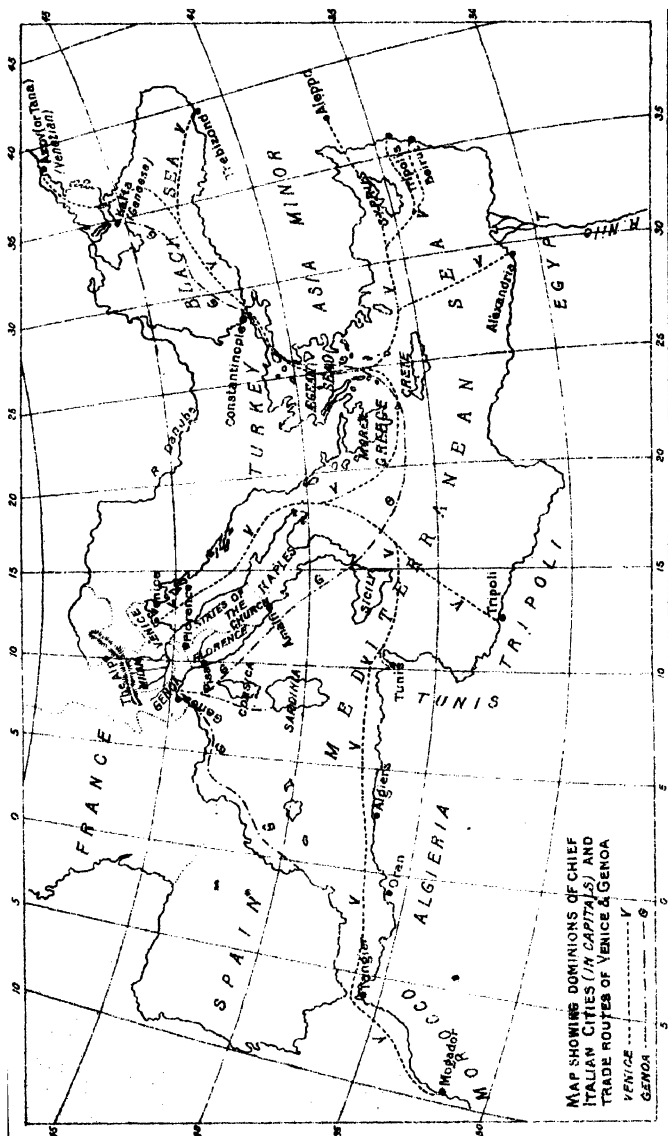 MAP SHOWING DOMINIONS OF CHIEF
ITALIAN CITIES (IN CAPITALS) AND
TRADE ROUTES OF VENICE & GENOA
VENICE V
GENOA G
FRANCE
SPAIN
The ALPS
MILAN
VENICE
Venice
GENOA
Genoa
Florence
FLORENCE
Pisa
STATES OF
THE
CHURCH
NAPLES
Amalfi
CORSICA
SARDINIA
SICILY
R Danube
TURKEY
Constantinople
BLACK SEA
Azov (or Tana)
(Venetian)
Kaffa
(Genoese)
Trebizond
ASIA MINOR
EGEAN
SEA
MOREA
GREECE
CRETE
CYPRUS
Aleppo
Tripolis
Beirut
MEDITERRANEAN SEA
Alexandria
EGYPT
R NILE
Tripoli
TRIPOLI
Tunis
TUNIS
Algiers
ALGIERIA
Oran
Tangier
MOROCCO
Mogador